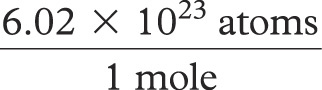 6.02 × 10²³ atoms
1 mole